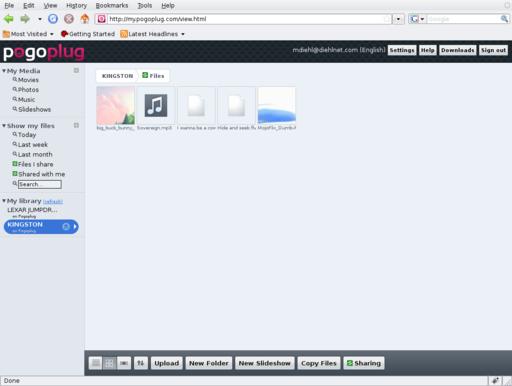 File Edit View History Bookmarks Tools Help
http://my.pogoplug.com/view.html
Google
Most Visited Getting Started Latest Headlines
pogoplug
mdiehl@diehlnet.com (English) Settings Help Downloads Sign out
My Media
Movies
Photos
Music
Slideshows
Show my files
Today
Last week
Last month
Files I share
Shared with me
Search...
My library (refresh)
LEXAR JUMPDR...
on Pogoplug
KINGSTON
on Pogoplug
KINGSTON Files
big_buck_bunny_ Sovereign.mp3 I wanna be a cow Hide and seek.flv
Upload New Folder New Slideshow Copy Files Sharing
Done